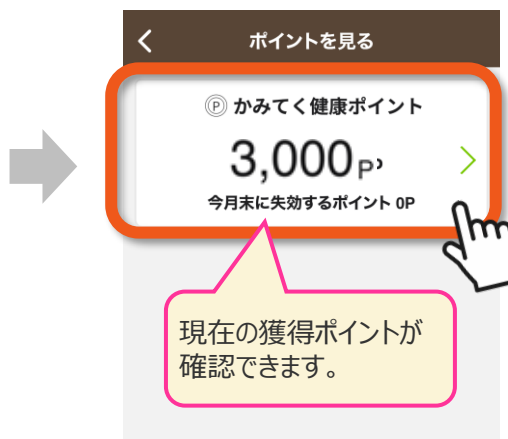 ポイントを見る
Ⓟ かみてく健康ポイント
3,000P
今月末に失効するポイント 0P
現在の獲得ポイントが
確認できます。